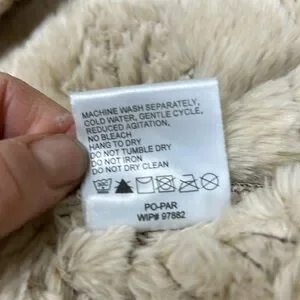 MACHINE WASH SEPARATELY,
COLD WATER, GENTLE CYCLE,
REDUCED AGITATION,
NO BLEACH
HANG TO DRY
DO NOT TUMBLE DRY
DO NOT IRON
DO NOT DRY CLEAN
PO-PAR
WIP# 97882